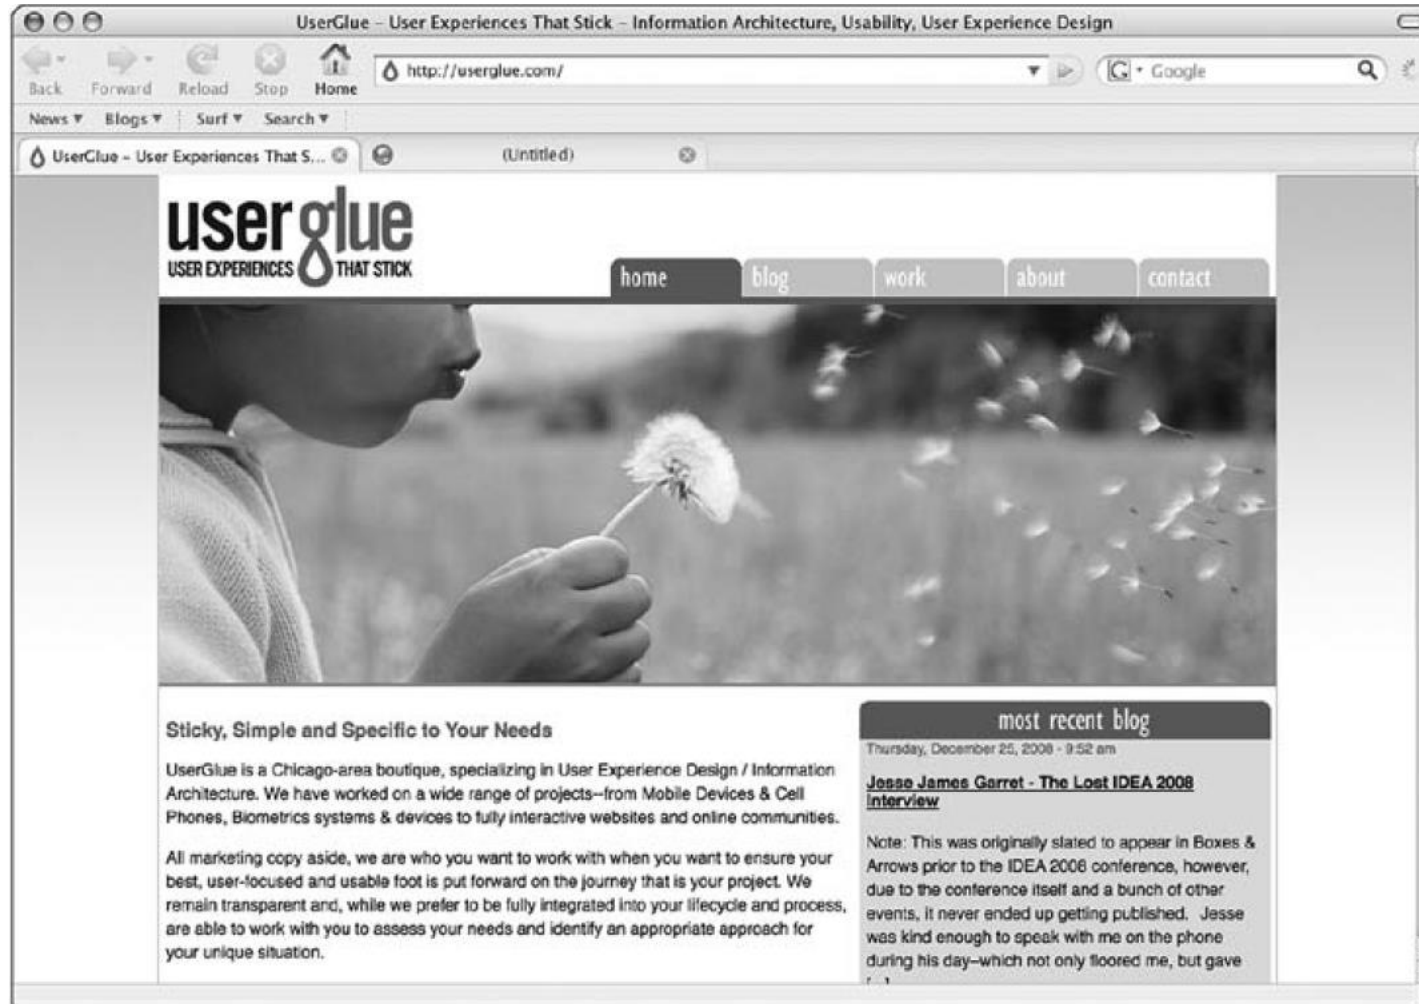 UserGlue – User Experiences That Stick – Information Architecture, Usability, User Experience Design
Back Forward Reload Stop Home
http://userglue.com/
Google
News Blogs Surf Search
UserGlue – User Experiences That S...
(Untitled)
user glue
USER EXPERIENCES THAT STICK
home blog work about contact
Sticky, Simple and Specific to Your Needs
UserGlue is a Chicago-area boutique, specializing in User Experience Design / Information
Architecture. We have worked on a wide range of projects--from Mobile Devices & Cell
Phones, Biometrics systems & devices to fully interactive websites and online communities.
All marketing copy aside, we are who you want to work with when you want to ensure your
best, user-focused and usable foot is put forward on the journey that is your project. We
remain transparent and, while we prefer to be fully integrated into your lifecycle and process,
are able to work with you to assess your needs and identify an appropriate approach for
your unique situation.
most recent blog
Thursday, December 25, 2008 - 9:52 am
Jesse James Garret - The Lost IDEA 2008
Interview
Note: This was originally slated to appear in Boxes &
Arrows prior to the IDEA 2008 conference, however,
due to the conference itself and a bunch of other
events, it never ended up getting published. Jesse
was kind enough to speak with me on the phone
during his day–which not only floored me, but gave